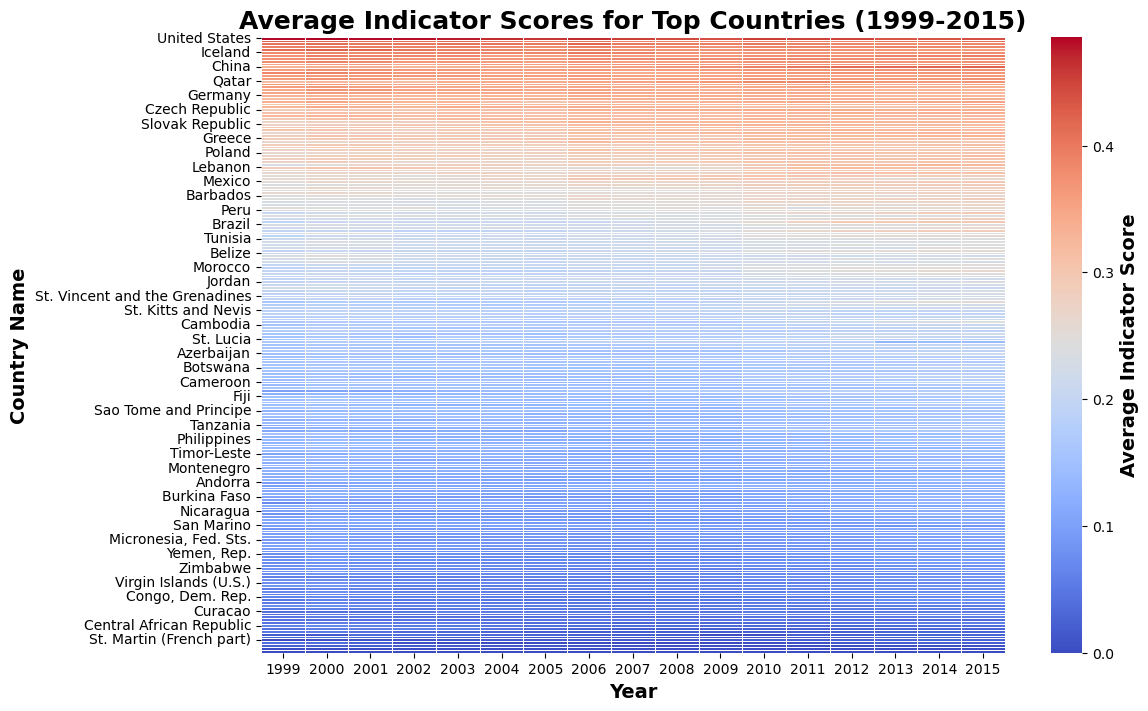 Average Indicator Scores for Top Countries (1999-2015)
United States
Iceland
China
Qatar
Germany
Czech Republic
Slovak Republic
Greece
Poland
Lebanon
Mexico
Barbados
Peru
Brazil
Tunisia
Belize
Morocco
Jordan
St. Vincent and the Grenadines
St. Kitts and Nevis
Cambodia
St. Lucia
Azerbaijan
Botswana
Cameroon
Fiji
Sao Tome and Principe
Tanzania
Philippines
Timor-Leste
Montenegro
Andorra
Burkina Faso
Nicaragua
San Marino
Micronesia, Fed. Sts.
Yemen, Rep.
Zimbabwe
Virgin Islands (U.S.)
Congo, Dem. Rep.
Curacao
Central African Republic
St. Martin (French part)
Country Name
1999 2000 2001 2002 2003 2004 2005 2006 2007 2008 2009 2010 2011 2012 2013 2014 2015
Year
0.4
0.3
0.2
0.1
0.0
Average Indicator Score